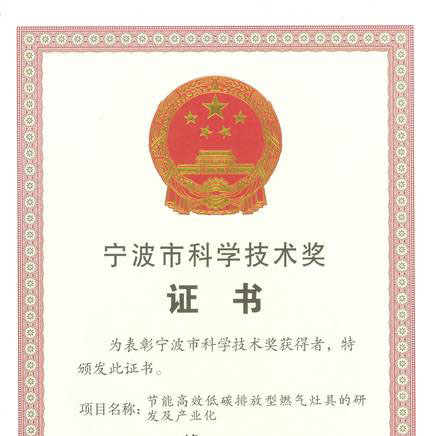 宁波市科学技术奖
证书
为表彰宁波市科学技术奖获得者，特
颁发此证书。
项目名称：节能高效低碳排放型燃气灶具的研
发及产业化